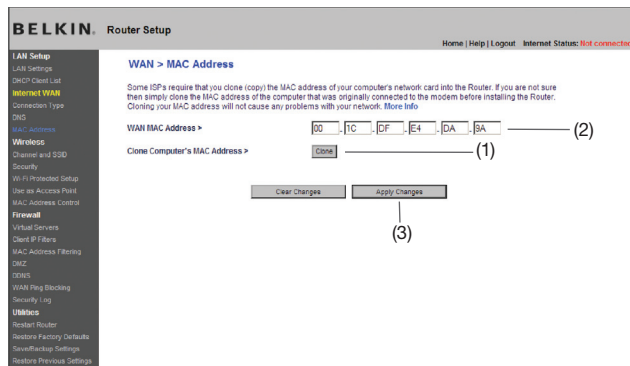 BELKIN. Router Setup
Home | Help | Logout Internet Status: Not connected
LAN Setup
LAN Settings
DHCP Client List
Internet WAN
Connection Type
DNS
MAC Address
Wireless
Channel and SSID
Security
Wi-Fi Protected Setup
Use as Access Point
MAC Address Control
Firewall
Virtual Servers
Client IP Filters
MAC Address Filtering
DMZ
DDNS
WAN Ping Blocking
Security Log
Utilities
Restart Router
Restore Factory Defaults
Save/Backup Settings
Restore Previous Settings
WAN > MAC Address
Some ISPs require that you clone (copy) the MAC address of your computer's network card into the Router. If you are not sure
then simply clone the MAC address of the computer that was originally connected to the modem before installing the Router.
Cloning your MAC address will not cause any problems with your network. More Info
WAN MAC Address > 00 . 1C . DF . E4 . DA . 9A (2)
Clone Computer's MAC Address > Clone (1)
Clear Changes Apply Changes
(3)